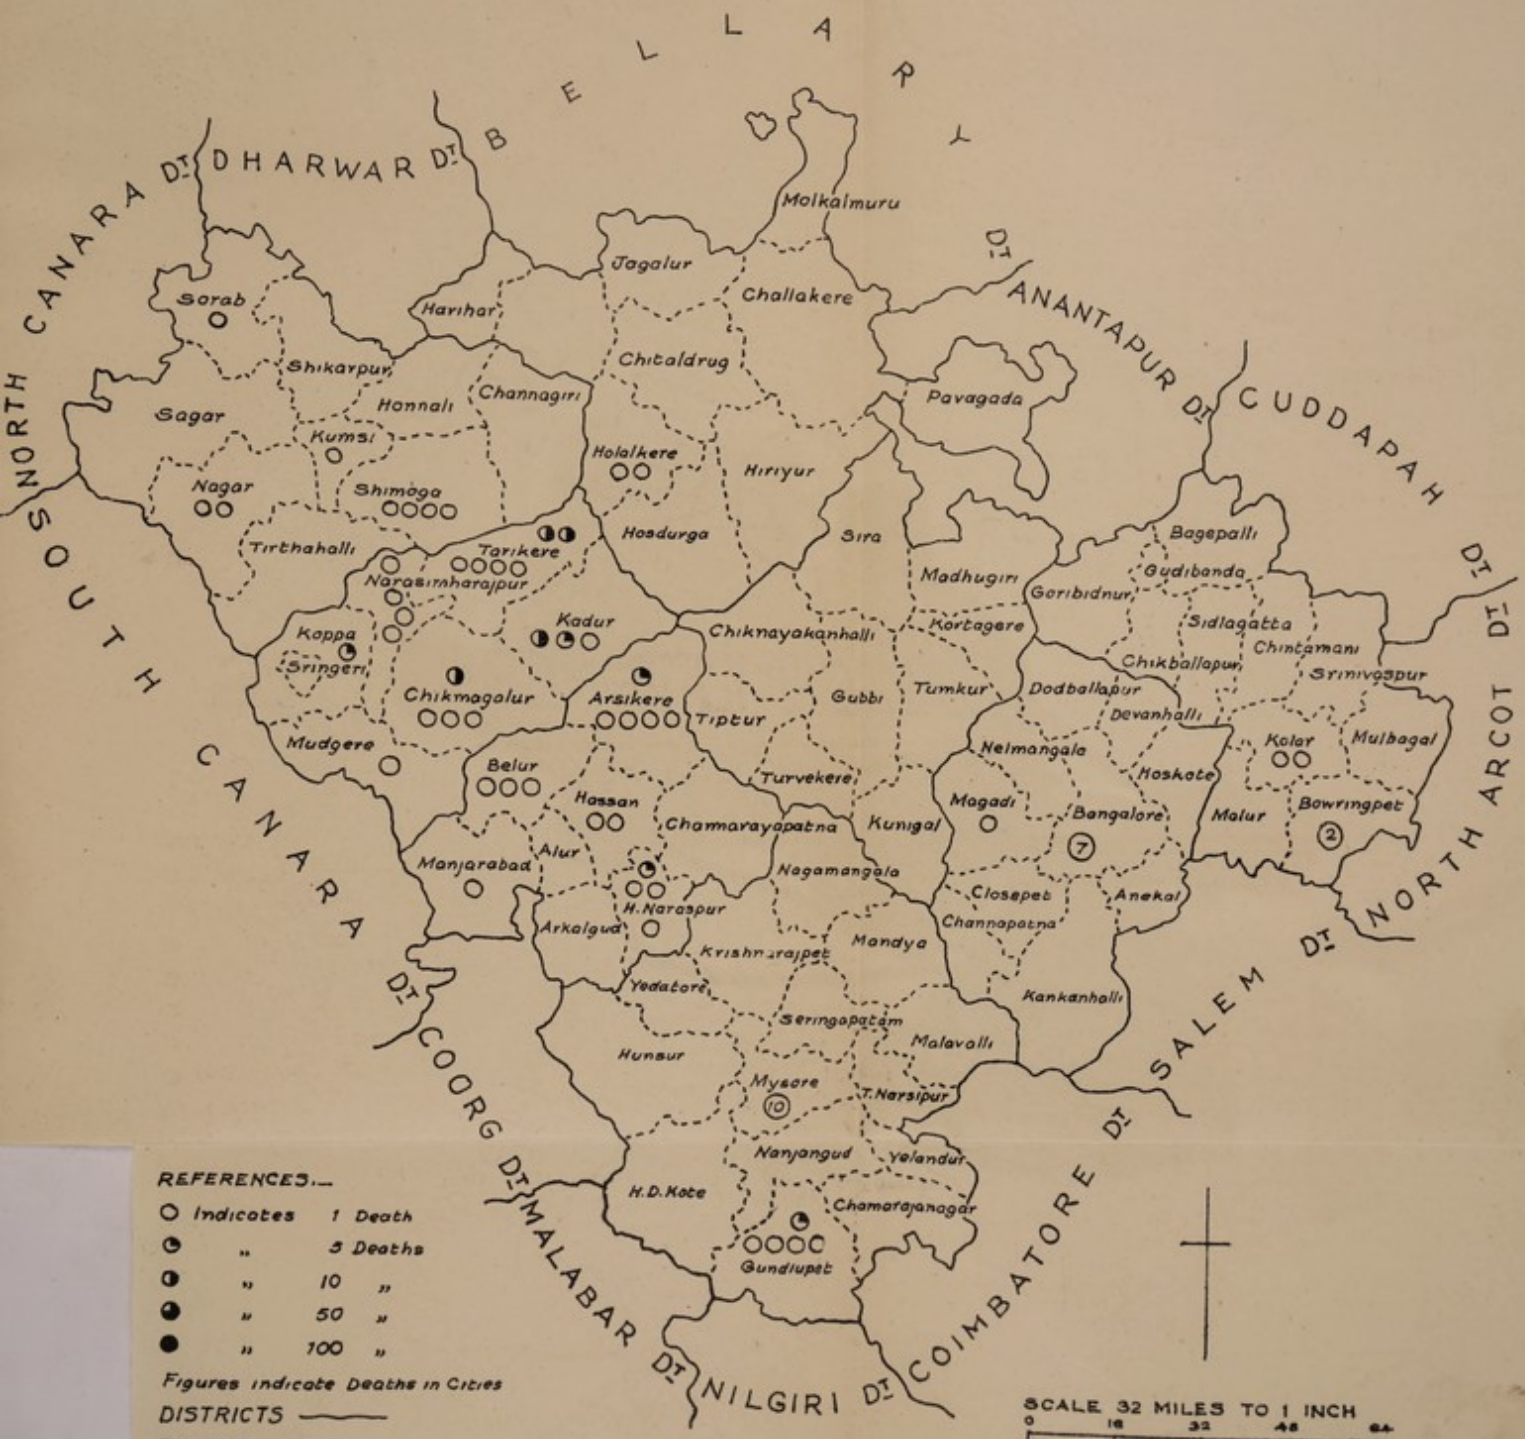 BELLARY DT
DHARWAR DT
NORTH CANARA DT
Molkalmuru
Jagalur
Challakere
Harihar
Sorab
ANANTAPUR DT
Chitaldrug
Shikarpur
Channagiri
Honnali
Pavagada
CUDDAPAH DT
Sagar
Kumsi
Holalkere
Hiriyur
Nagar
Shimoga
Hosdurga
Sira
Bagepalli
Tirthahalli
Tarikere
Narasimharajpur
Madhugiri
Goribidnur
Gudibanda
SOUTH CANARA DT
Koppa
Kadur
Chiknayakanhalli
Kortagere
Sidlagatta
Chintamani
Sringeri
Chikballapur
Srinivaspur
Chikmagalur
Arsikere
Tiptur
Gubbi
Tumkur
Dodballapur
Devanhalli
Mudgere
Nelmangala
Kolar
Mulbagal
Belur
Turvekere
Hoskote
Hassan
Magadi
Bangalore
7
Malur
Bowringpet
2
Channarayapatna
Kunigal
NORTH ARCOT DT
Manjarabad
Alur
Nagamangala
Closepet
Anekal
H.Naraspur
Channapatna
Arkalgud
Krishnarajpet
Mandya
SALEM DT
Yedatore
Kankanhalli
Seringapatam
Malavalli
Hunsur
Mysore
10
T.Narsipur
COORG DT
Nanjangud
Yelandur
H.D.Kote
Chamarajanagar
Gundlupet
MALABAR DT
NILGIRI DT
COIMBATORE DT
REFERENCES.—
Indicates 1 Death
„ 5 Deaths
„ 10 „
„ 50 „
„ 100 „
Figures indicate Deaths in Cities
DISTRICTS
SCALE 32 MILES TO 1 INCH
0 16 32 48 64